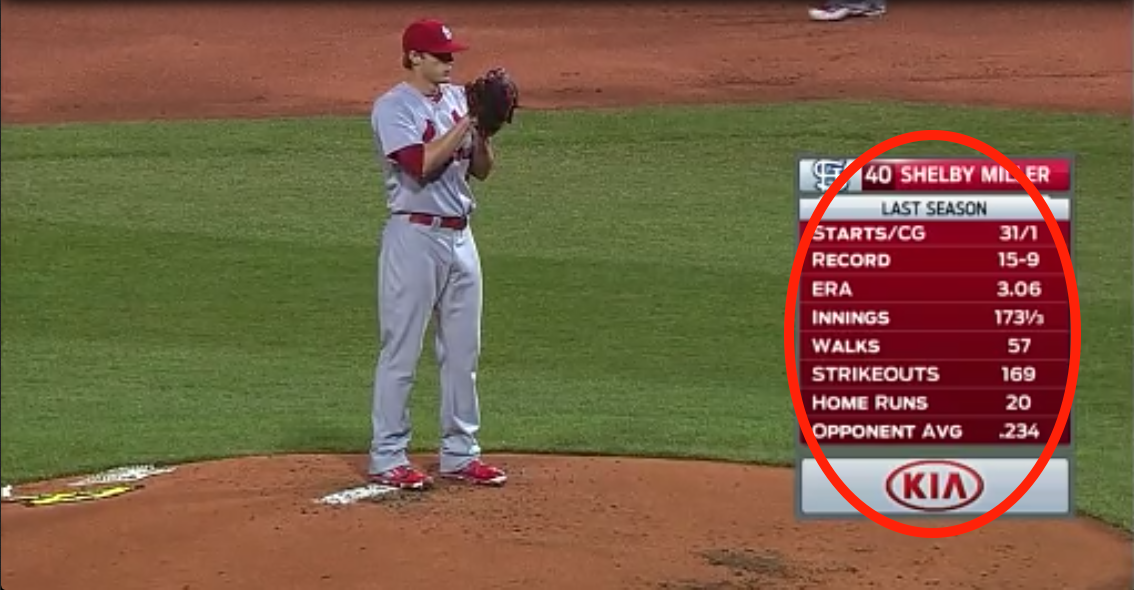 StL 40 SHELBY MILLER
LAST SEASON
STARTS/CG 31/1
RECORD 15-9
ERA 3.06
INNINGS 173⅓
WALKS 57
STRIKEOUTS 169
HOME RUNS 20
OPPONENT AVG .234
KIA